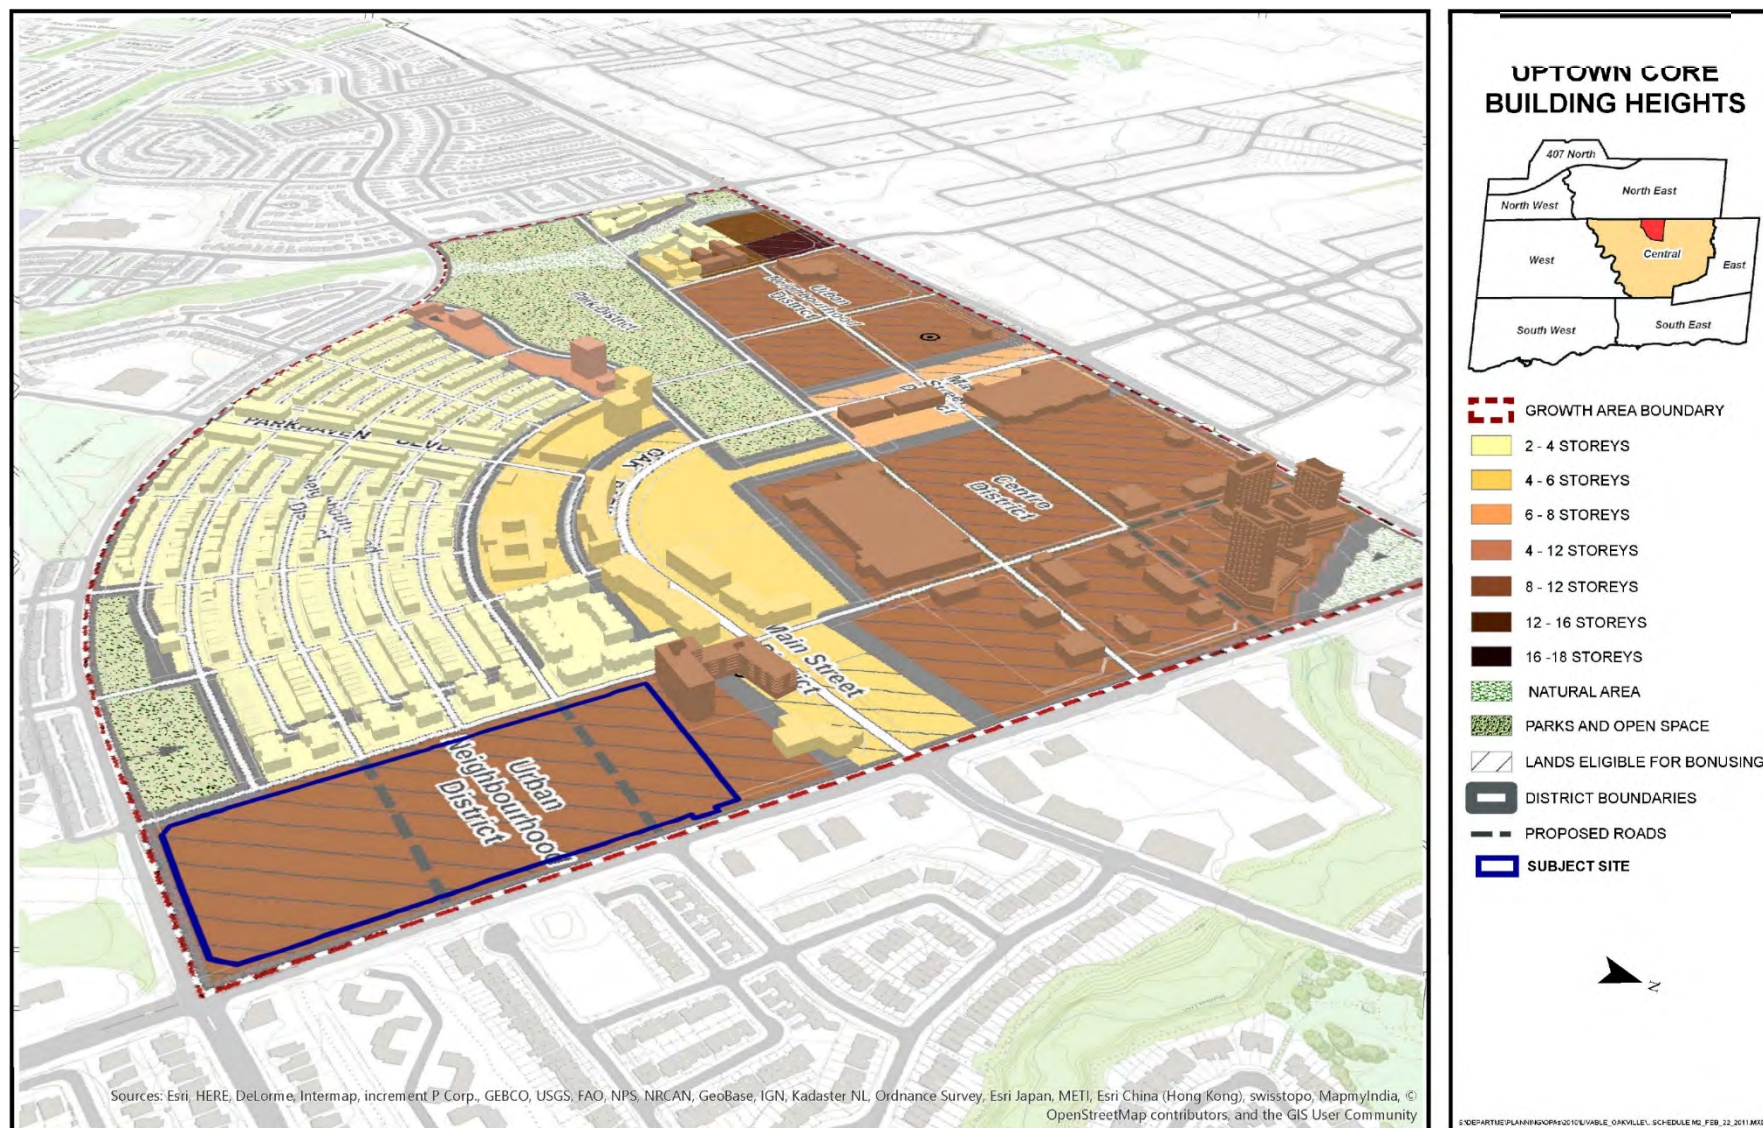 UPTOWN CORE
BUILDING HEIGHTS
407 North
North East
North West
West
Central
East
South West
South East
GROWTH AREA BOUNDARY
2 - 4 STOREYS
4 - 6 STOREYS
6 - 8 STOREYS
4 - 12 STOREYS
8 - 12 STOREYS
12 - 16 STOREYS
16 -18 STOREYS
NATURAL AREA
PARKS AND OPEN SPACE
LANDS ELIGIBLE FOR BONUSING
DISTRICT BOUNDARIES
PROPOSED ROADS
SUBJECT SITE
N
Park District
Urban
Neighbourhood
District
PARKHAVEN BLVD
OAK
Centre
District
Main Street
District
Urban
Neighbourhood
District
Sources: Esri, HERE, DeLorme, Intermap, increment P Corp., GEBCO, USGS, FAO, NPS, NRCAN, GeoBase, IGN, Kadaster NL, Ordnance Survey, Esri Japan, METI, Esri China (Hong Kong), swisstopo, MapmyIndia, ©
OpenStreetMap contributors, and the GIS User Community